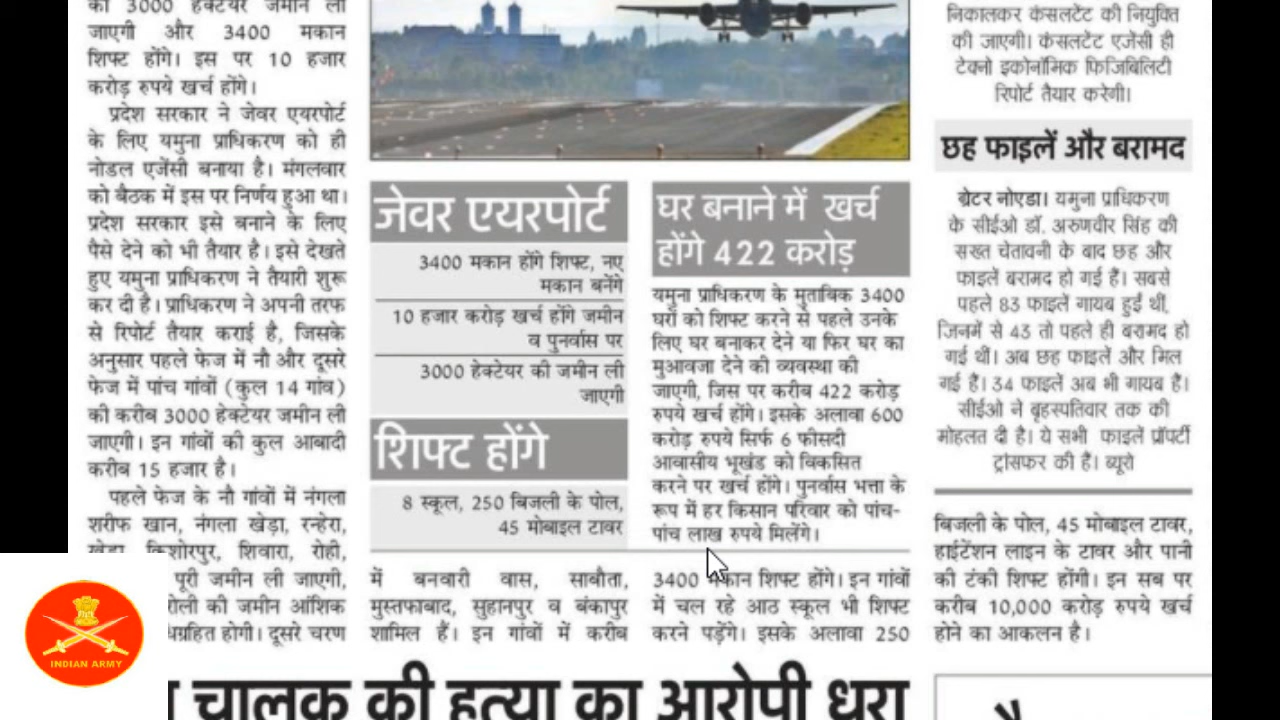 की 3000 हेक्टेयर जमीन ली
जाएगी और 3400 मकान
शिफ्ट होंगे। इस पर 10 हजार
करोड़ रुपये खर्च होंगे।
प्रदेश सरकार ने जेवर एयरपोर्ट
के लिए यमुना प्राधिकरण को ही
नोडल एजेंसी बनाया है। मंगलवार
को बैठक में इस पर निर्णय हुआ था।
प्रदेश सरकार इसे बनाने के लिए
पैसे देने को भी तैयार है। इसे देखते
हुए यमुना प्राधिकरण ने तैयारी शुरू
कर दी है। प्राधिकरण ने अपनी तरफ
से रिपोर्ट तैयार कराई है, जिसके
अनुसार पहले फेज में नौ और दूसरे
फेज में पांच गांवों (कुल 14 गांव)
की करीब 3000 हेक्टेयर जमीन ली
जाएगी। इन गांवों की कुल आबादी
करीब 15 हजार है।
पहले फेज के नौ गांवों में नंगला
शरीफ खान, नंगला खेड़ा, रन्हेरा,
खेड़ा किशोरपुर, शिवारा, रोही,
पूरी जमीन ली जाएगी,
रोली की जमीन आंशिक
धिग्रहित होगी। दूसरे चरण
जेवर एयरपोर्ट
3400 मकान होंगे शिफ्ट, नए
मकान बनेंगे
10 हजार करोड़ खर्च होंगे जमीन
व पुनर्वास पर
3000 हेक्टेयर की जमीन ली
जाएगी
शिफ्ट होंगे
8 स्कूल, 250 बिजली के पोल,
45 मोबाइल टावर
में बनवारी वास, साबौता,
मुस्तफाबाद, सुहानपुर व बंकापुर
शामिल हैं। इन गांवों में करीब
घर बनाने में खर्च
होंगे 422 करोड़
यमुना प्राधिकरण के मुताबिक 3400
घरों को शिफ्ट करने से पहले उनके
लिए घर बनाकर देने या फिर घर का
मुआवजा देने की व्यवस्था की
जाएगी, जिस पर करीब 422 करोड़
रुपये खर्च होंगे। इसके अलावा 600
करोड़ रुपये सिर्फ 6 फीसदी
आवासीय भूखंड को विकसित
करने पर खर्च होंगे। पुनर्वास भत्ता के
रूप में हर किसान परिवार को पांच-
पांच लाख रुपये मिलेंगे।
3400 मकान शिफ्ट होंगे। इन गांवों
में चल रहे आठ स्कूल भी शिफ्ट
करने पड़ेंगे। इसके अलावा 250
निकालकर कंसलटेंट की नियुक्ति
की जाएगी। कंसलटेंट एजेंसी ही
टेक्नो इकोनॉमिक फिजिबिलिटी
रिपोर्ट तैयार करेगी।
छह फाइलें और बरामद
ग्रेटर नोएडा। यमुना प्राधिकरण
के सीईओ डॉ. अरुणवीर सिंह की
सख्त चेतावनी के बाद छह और
फाइलें बरामद हो गई हैं। सबसे
पहले 83 फाइलें गायब हुईं थीं,
जिनमें से 43 तो पहले ही बरामद हो
गई थीं। अब छह फाइलें और मिल
गई हैं। 34 फाइलें अब भी गायब हैं।
सीईओ ने बृहस्पतिवार तक की
मोहलत दी है। ये सभी फाइलें प्रॉपर्टी
ट्रांसफर की हैं। ब्यूरो
बिजली के पोल, 45 मोबाइल टावर,
हाईटेंशन लाइन के टावर और पानी
की टंकी शिफ्ट होंगी। इन सब पर
करीब 10,000 करोड़ रुपये खर्च
होने का आकलन है।
चालक की हत्या का आरोपी धरा
INDIAN ARMY